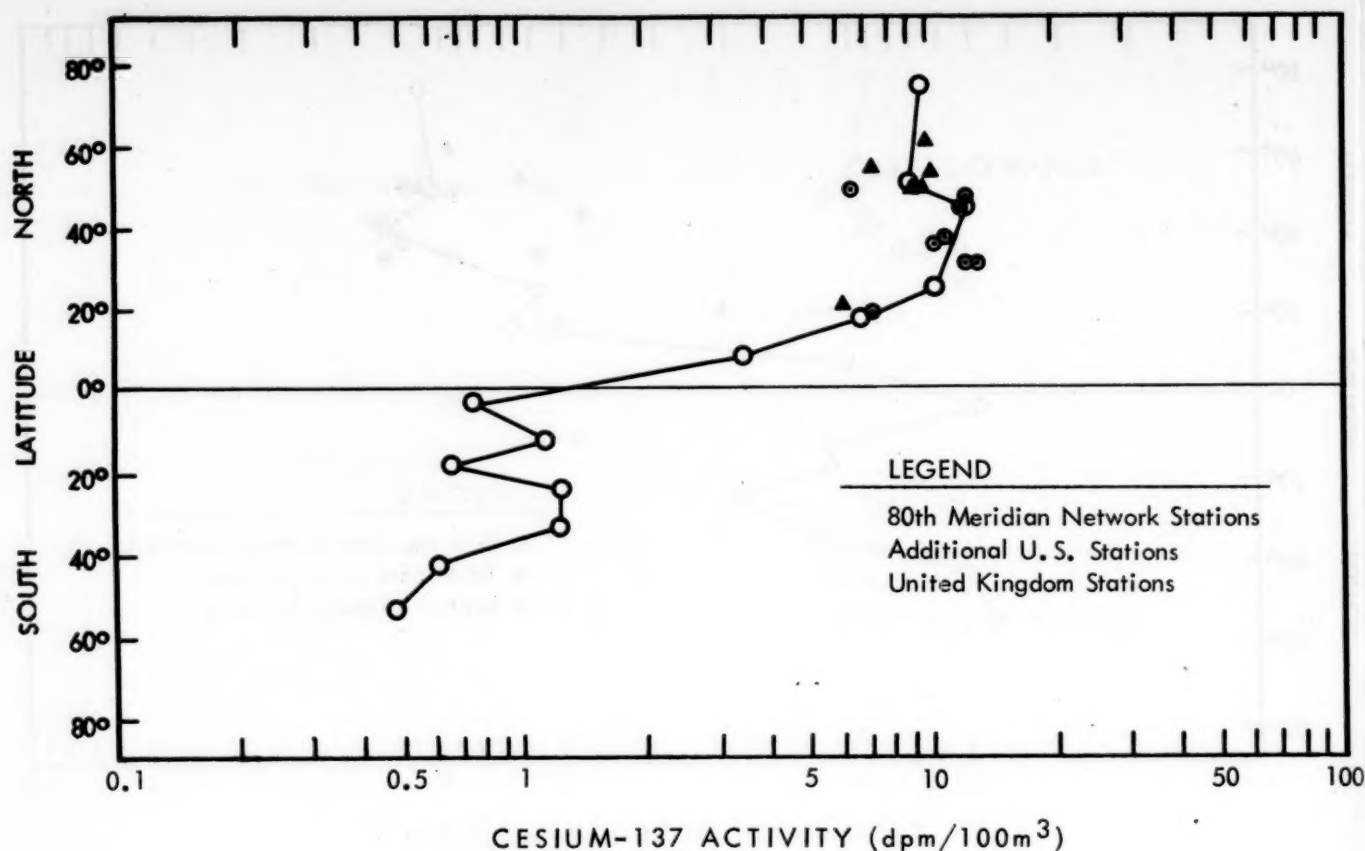 80°
60°
40°
20°
0°
20°
40°
60°
80°
SOUTH LATITUDE NORTH
LEGEND
80th Meridian Network Stations
Additional U.S. Stations
United Kingdom Stations
0.1 0.5 1 5 10 50 100
CESIUM-137 ACTIVITY (dpm/100m³)